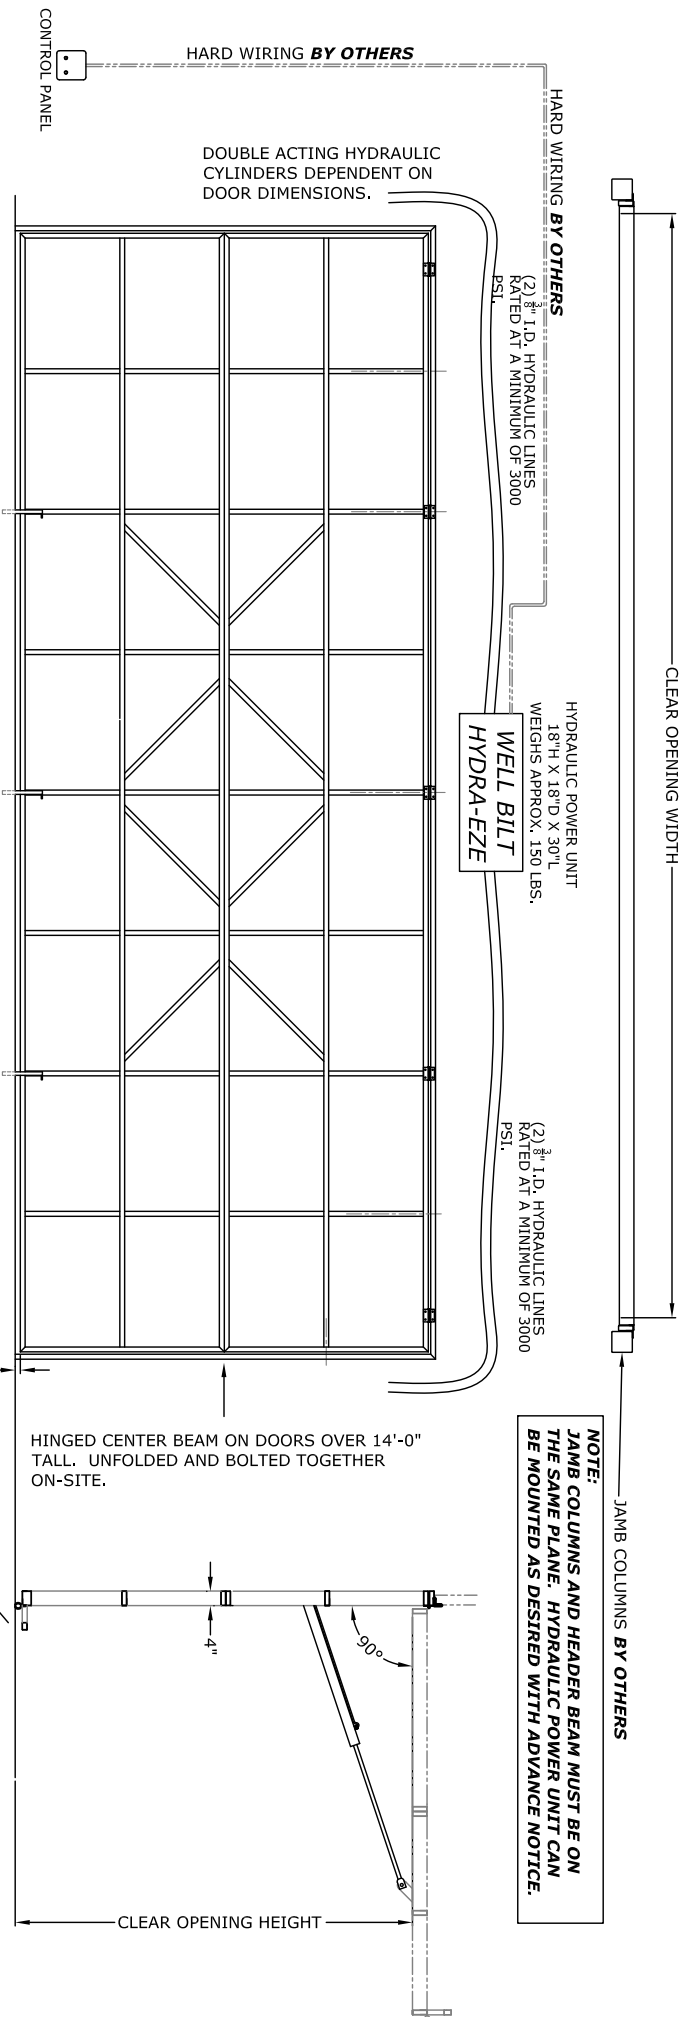 CONTROL PANEL
HARD WIRING BY OTHERS
HARD WIRING BY OTHERS
DOUBLE ACTING HYDRAULIC
CYLINDERS DEPENDENT ON
DOOR DIMENSIONS.
(2) 3/8" I.D. HYDRAULIC LINES
RATED AT A MINIMUM OF 3000
PSI.
CLEAR OPENING WIDTH
HYDRAULIC POWER UNIT
18"H X 18"D X 30"L
WEIGHS APPROX. 150 LBS.
WELL BILT
HYDRA-EZE
(2) 3/8" I.D. HYDRAULIC LINES
RATED AT A MINIMUM OF 3000
PSI.
HINGED CENTER BEAM ON DOORS OVER 14'-0"
TALL. UNFOLDED AND BOLTED TOGETHER
ON-SITE.
JAMB COLUMNS BY OTHERS
NOTE:
JAMB COLUMNS AND HEADER BEAM MUST BE ON
THE SAME PLANE. HYDRAULIC POWER UNIT CAN
BE MOUNTED AS DESIRED WITH ADVANCE NOTICE.
90°
4"
CLEAR OPENING HEIGHT